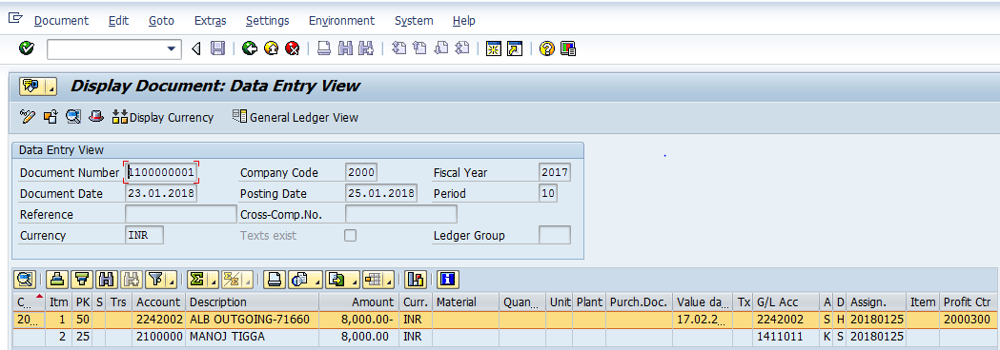 Document Edit Goto Extras Settings Environment System Help
Display Document: Data Entry View
Display Currency General Ledger View
Data Entry View
Document Number 1100000001 Company Code 2000 Fiscal Year 2017
Document Date 23.01.2018 Posting Date 25.01.2018 Period 10
Reference Cross-Comp.No.
Currency INR Texts exist Ledger Group
C... Itm PK S Trs Account Description Amount Curr. Material Quan... Unit Plant Purch.Doc. Value da... Tx G/L Acc A D Assign. Item Profit Ctr
20... 1 50 2242002 ALB OUTGOING-71660 8,000.00- INR 17.02.2... 2242002 S H 20180125 2000300
2 25 2100000 MANOJ TIGGA 8,000.00 INR 1411011 K S 20180125